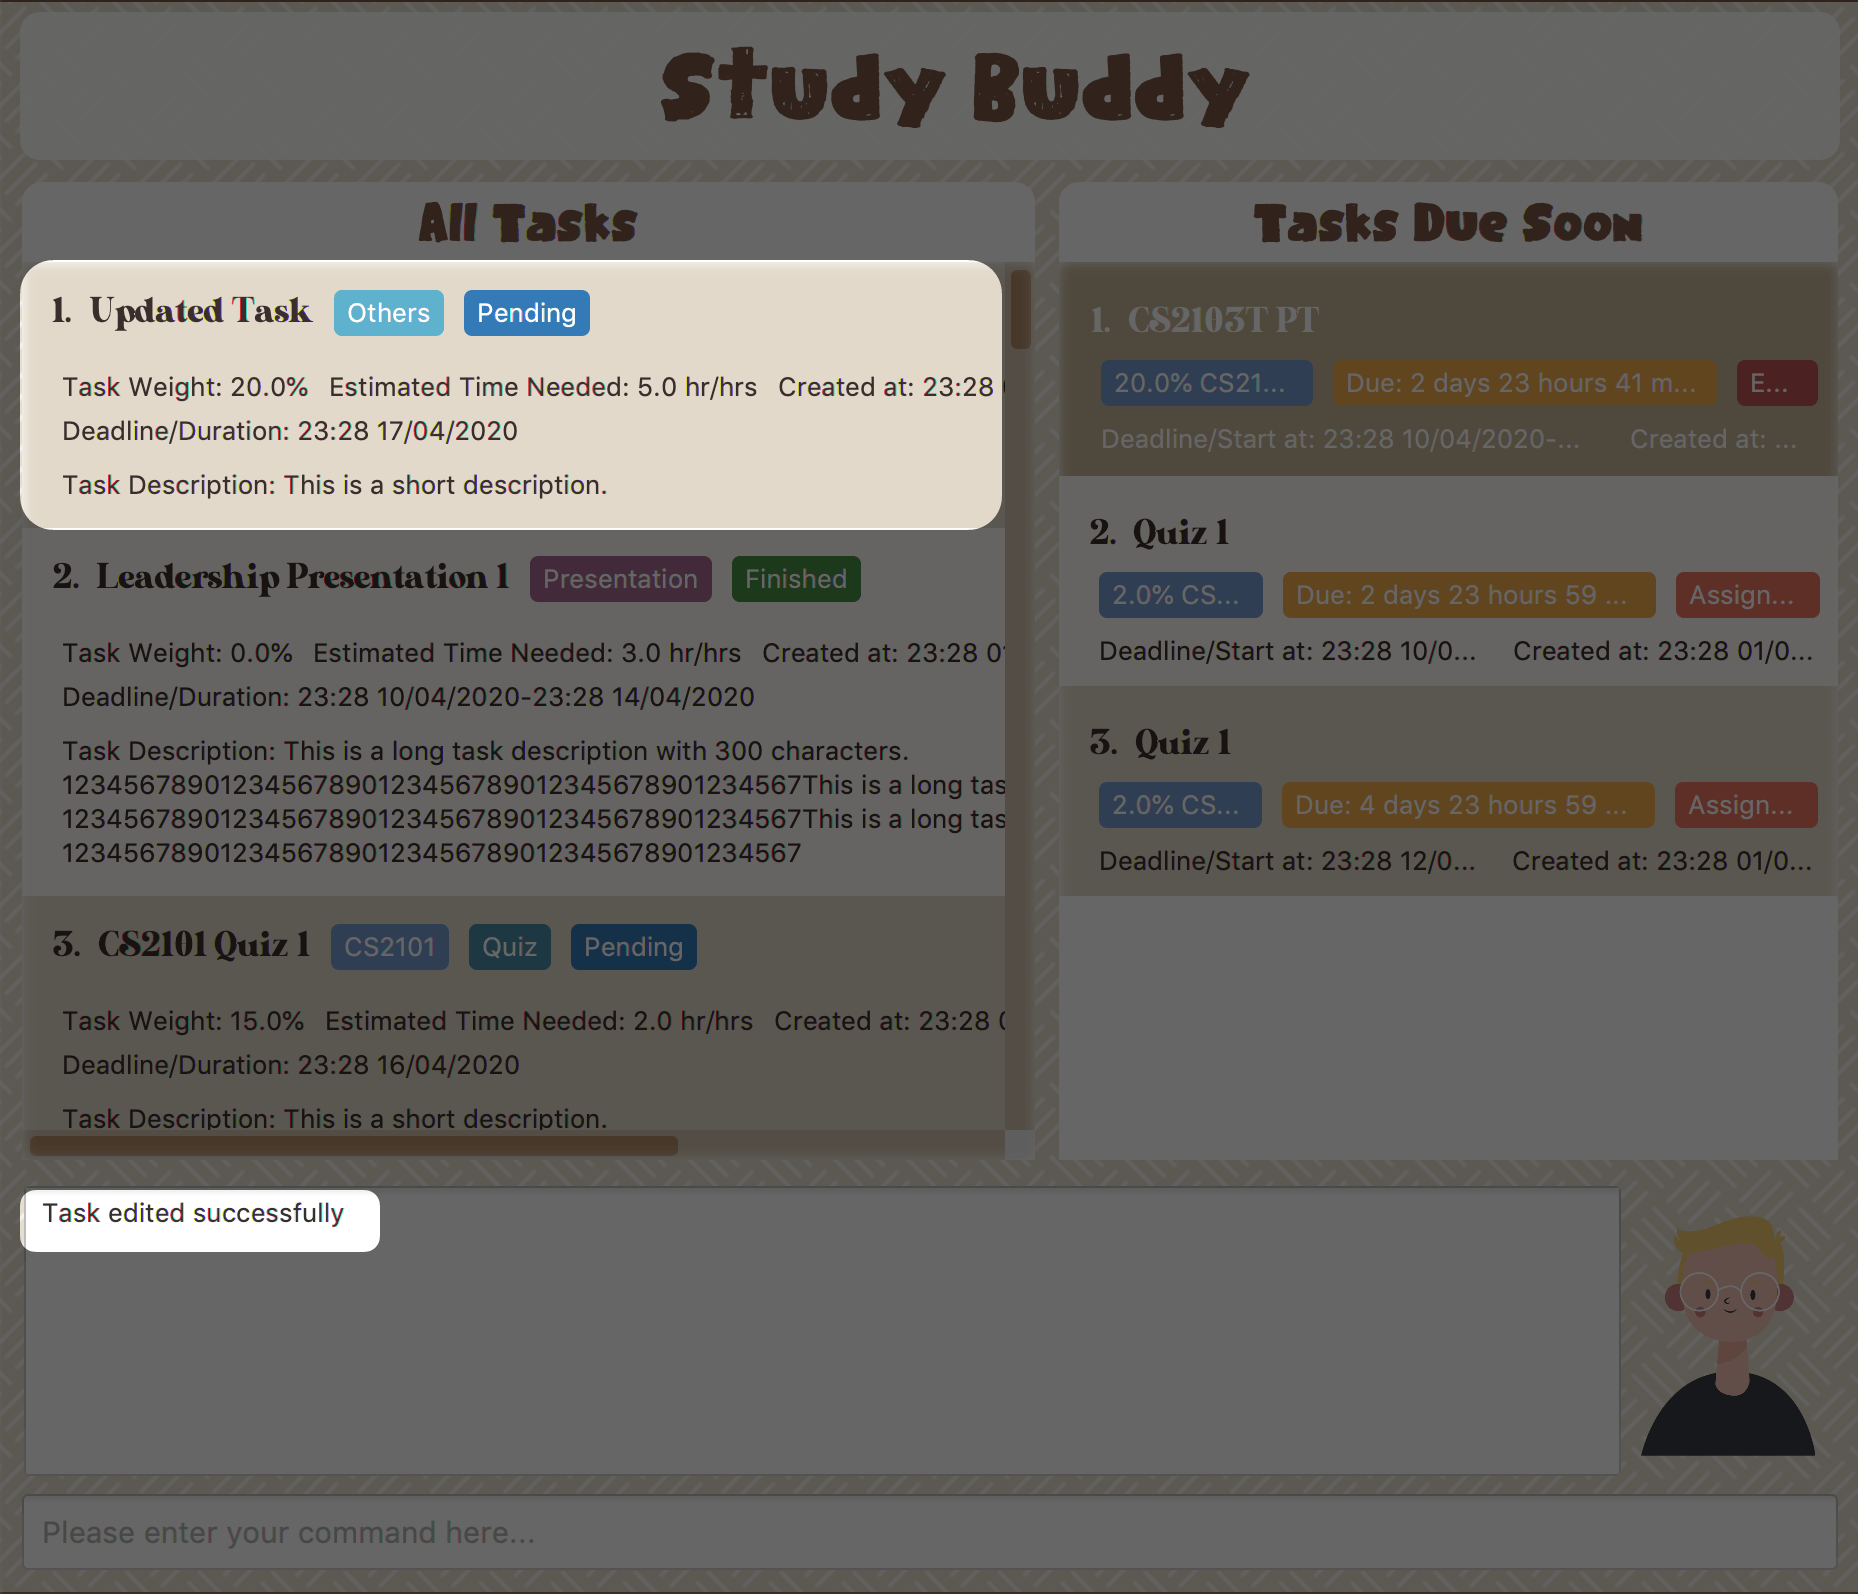 Study Buddy
All Tasks
1. Updated Task Others Pending
Task Weight: 20.0% Estimated Time Needed: 5.0 hr/hrs Created at: 23:28
Deadline/Duration: 23:28 17/04/2020
Task Description: This is a short description.
2. Leadership Presentation 1 Presentation Finished
Task Weight: 0.0% Estimated Time Needed: 3.0 hr/hrs Created at: 23:28 0
Deadline/Duration: 23:28 10/04/2020-23:28 14/04/2020
Task Description: This is a long task description with 300 characters.
123456789012345678901234567890123456789012345678901234567This is a long tas
123456789012345678901234567890123456789012345678901234567This is a long tas
123456789012345678901234567890123456789012345678901234567
3. CS2101 Quiz 1 CS2101 Quiz Pending
Task Weight: 15.0% Estimated Time Needed: 2.0 hr/hrs Created at: 23:28
Deadline/Duration: 23:28 16/04/2020
Task Description: This is a short description.
Tasks Due Soon
1. CS2103T PT
20.0% CS21... Due: 2 days 23 hours 41 m... E...
Deadline/Start at: 23:28 10/04/2020-... Created at: ...
2. Quiz 1
2.0% CS... Due: 2 days 23 hours 59 ... Assign...
Deadline/Start at: 23:28 10/0... Created at: 23:28 01/0...
3. Quiz 1
2.0% CS... Due: 4 days 23 hours 59 ... Assign...
Deadline/Start at: 23:28 12/0... Created at: 23:28 01/0...
Task edited successfully
Please enter your command here...